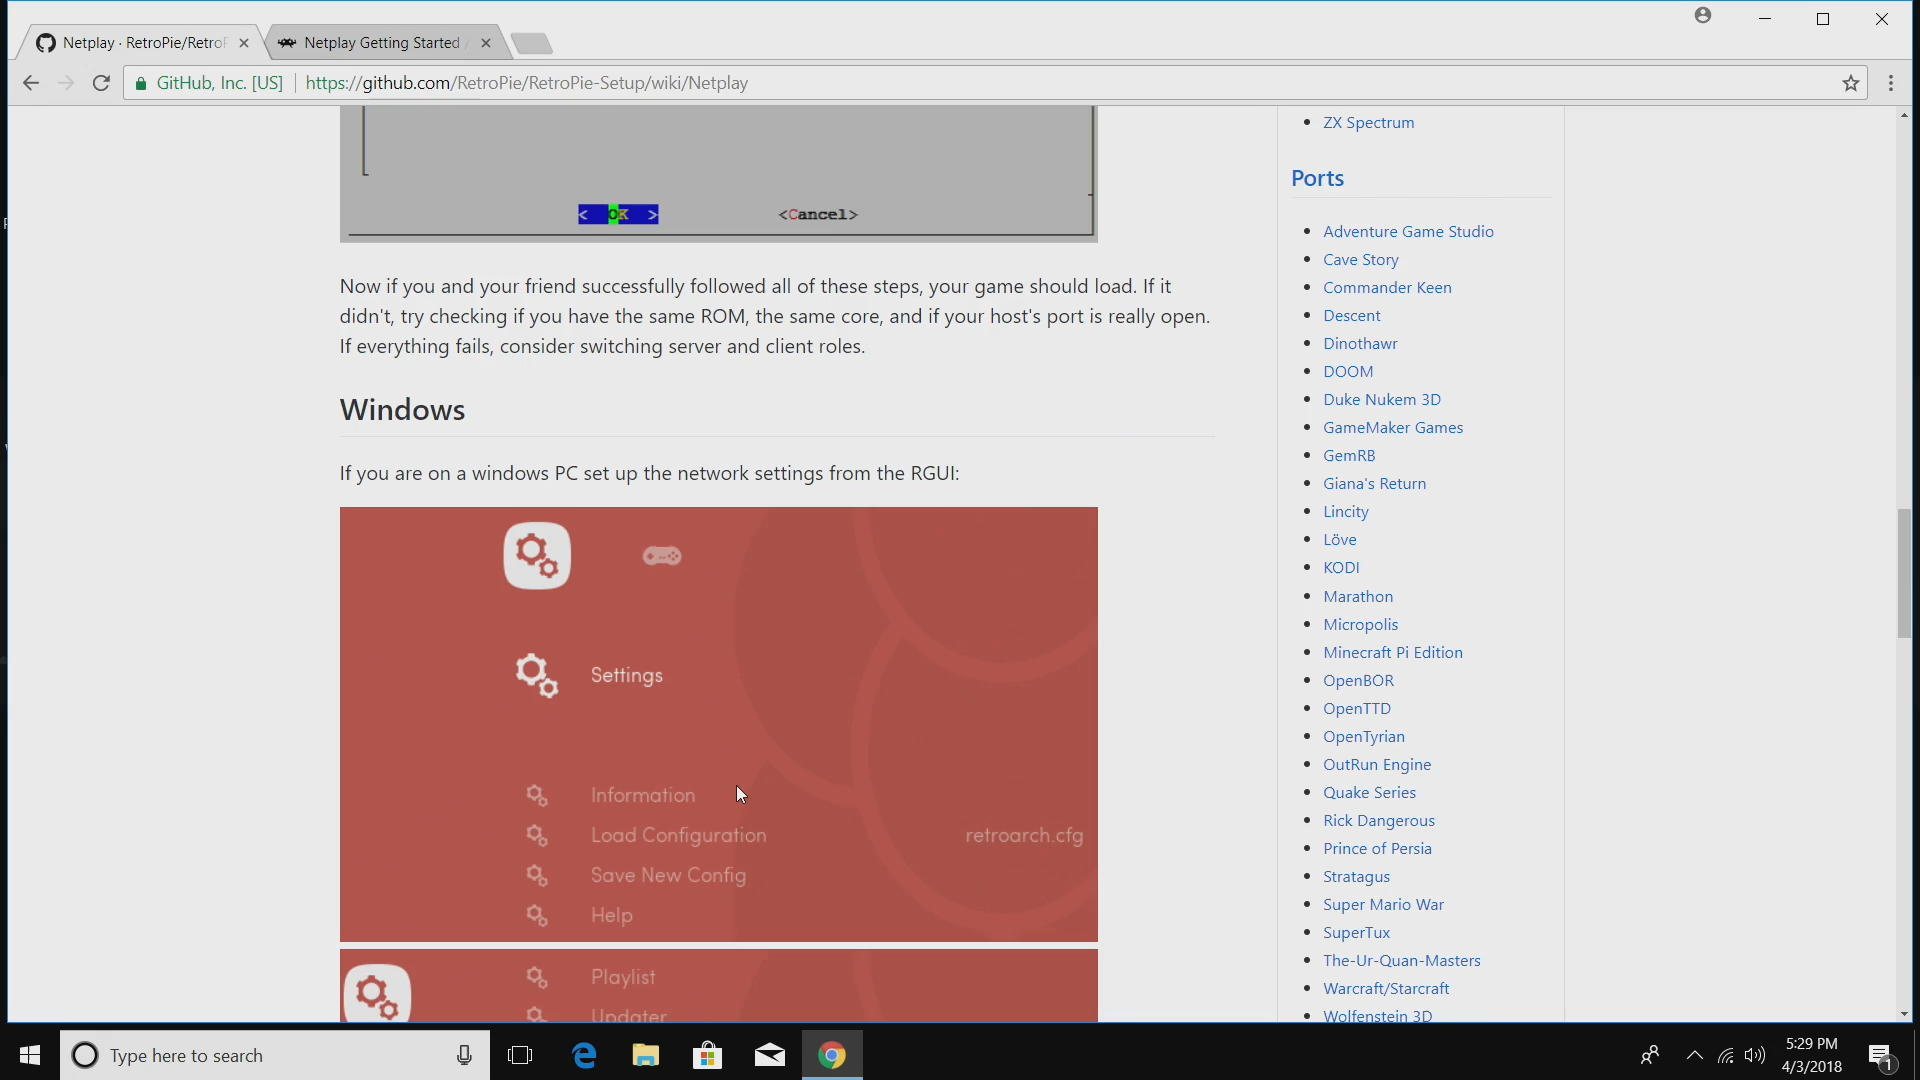 Netplay · RetroPie/RetroP
Netplay Getting Started
GitHub, Inc. [US]
https://github.com/RetroPie/RetroPie-Setup/wiki/Netplay
< OK >
<Cancel>
Now if you and your friend successfully followed all of these steps, your game should load. If it
didn't, try checking if you have the same ROM, the same core, and if your host's port is really open.
If everything fails, consider switching server and client roles.
Windows
If you are on a windows PC set up the network settings from the RGUI:
Settings
Information
Load Configuration retroarch.cfg
Save New Config
Help
Playlist
Updater
ZX Spectrum
Ports
Adventure Game Studio
Cave Story
Commander Keen
Descent
Dinothawr
DOOM
Duke Nukem 3D
GameMaker Games
GemRB
Giana's Return
Lincity
Löve
KODI
Marathon
Micropolis
Minecraft Pi Edition
OpenBOR
OpenTTD
OpenTyrian
OutRun Engine
Quake Series
Rick Dangerous
Prince of Persia
Stratagus
Super Mario War
SuperTux
The-Ur-Quan-Masters
Warcraft/Starcraft
Wolfenstein 3D
Type here to search
5:29 PM
4/3/2018
1